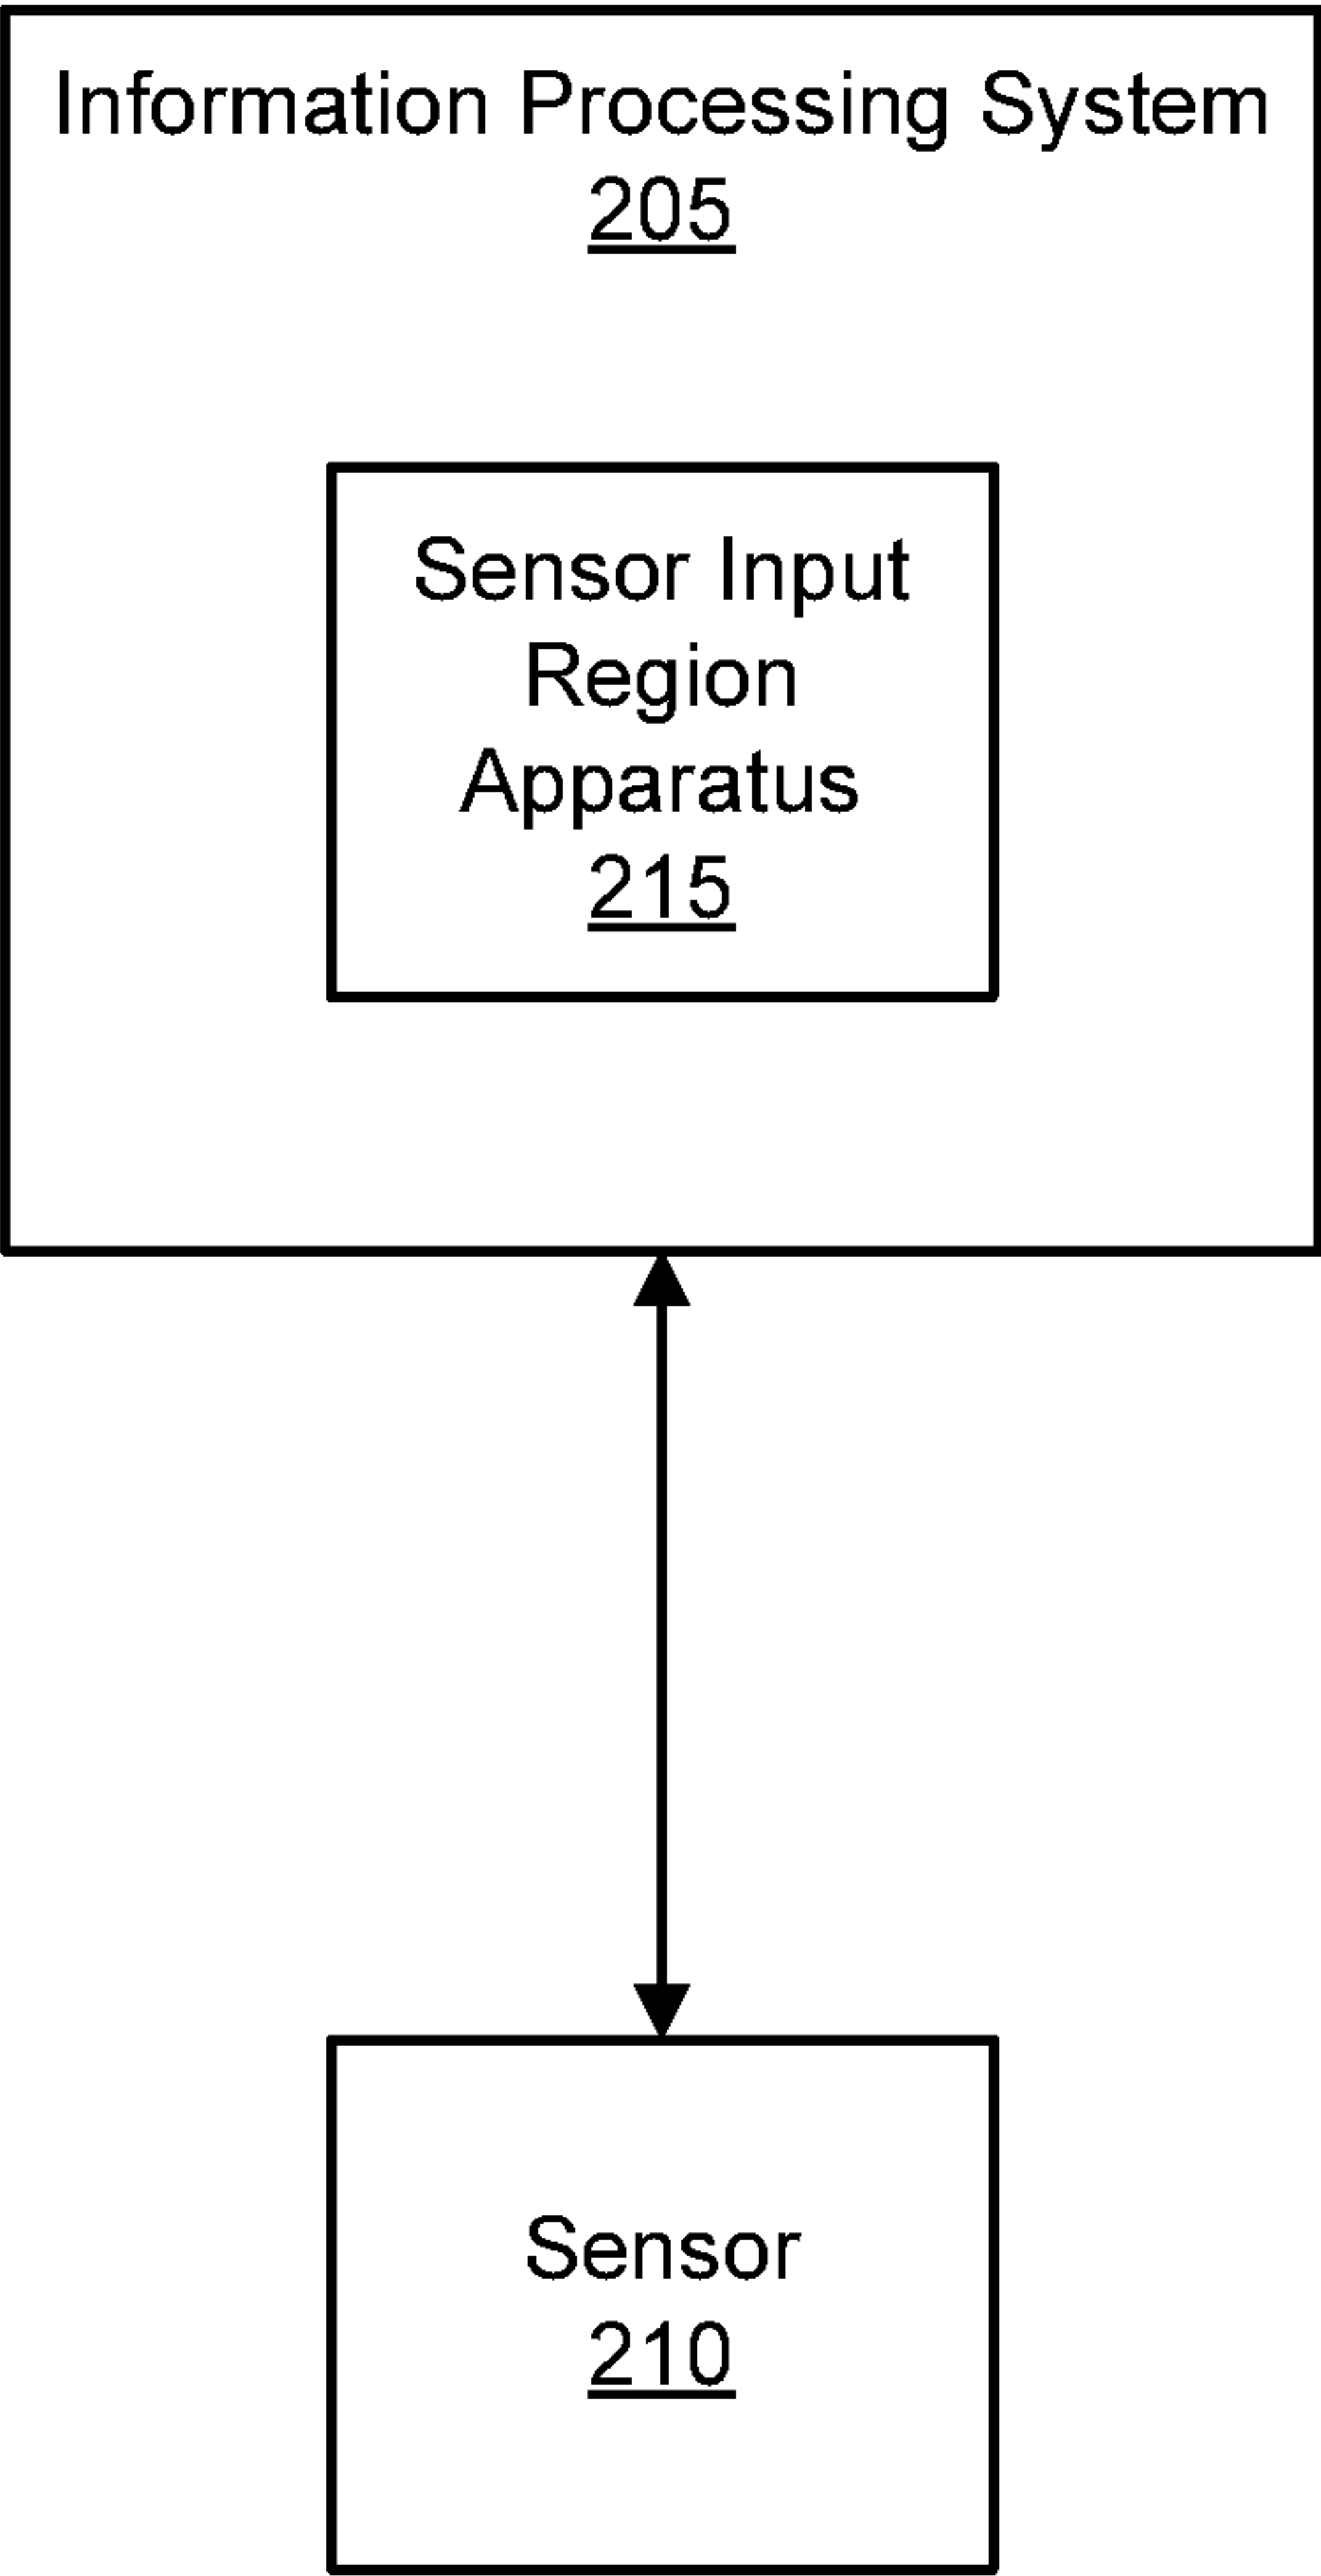 Information Processing System
205
Sensor Input
Region
Apparatus
215
Sensor
210